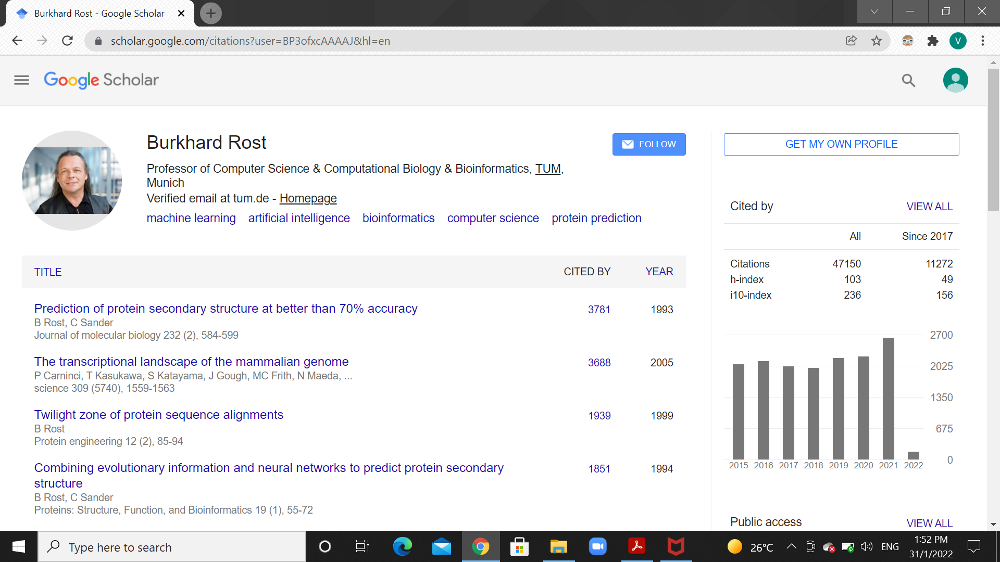 Burkhard Rost - Google Scholar
scholar.google.com/citations?user=BP3ofxcAAAAJ&hl=en
V
Google Scholar
Burkhard Rost
FOLLOW
Professor of Computer Science & Computational Biology & Bioinformatics, TUM,
Munich
Verified email at tum.de - Homepage
machine learning artificial intelligence bioinformatics computer science protein prediction
TITLE CITED BY YEAR
Prediction of protein secondary structure at better than 70% accuracy 3781 1993
B Rost, C Sander
Journal of molecular biology 232 (2), 584-599
The transcriptional landscape of the mammalian genome 3688 2005
P Carninci, T Kasukawa, S Katayama, J Gough, MC Frith, N Maeda, ...
science 309 (5740), 1559-1563
Twilight zone of protein sequence alignments 1939 1999
B Rost
Protein engineering 12 (2), 85-94
Combining evolutionary information and neural networks to predict protein secondary 1851 1994
structure
B Rost, C Sander
Proteins: Structure, Function, and Bioinformatics 19 (1), 55-72
GET MY OWN PROFILE
Cited by VIEW ALL
All Since 2017
Citations 47150 11272
h-index 103 49
i10-index 236 156
2700
2025
1350
675
0
2015 2016 2017 2018 2019 2020 2021 2022
Public access VIEW ALL
Type here to search
26°C
ENG
1:52 PM
31/1/2022